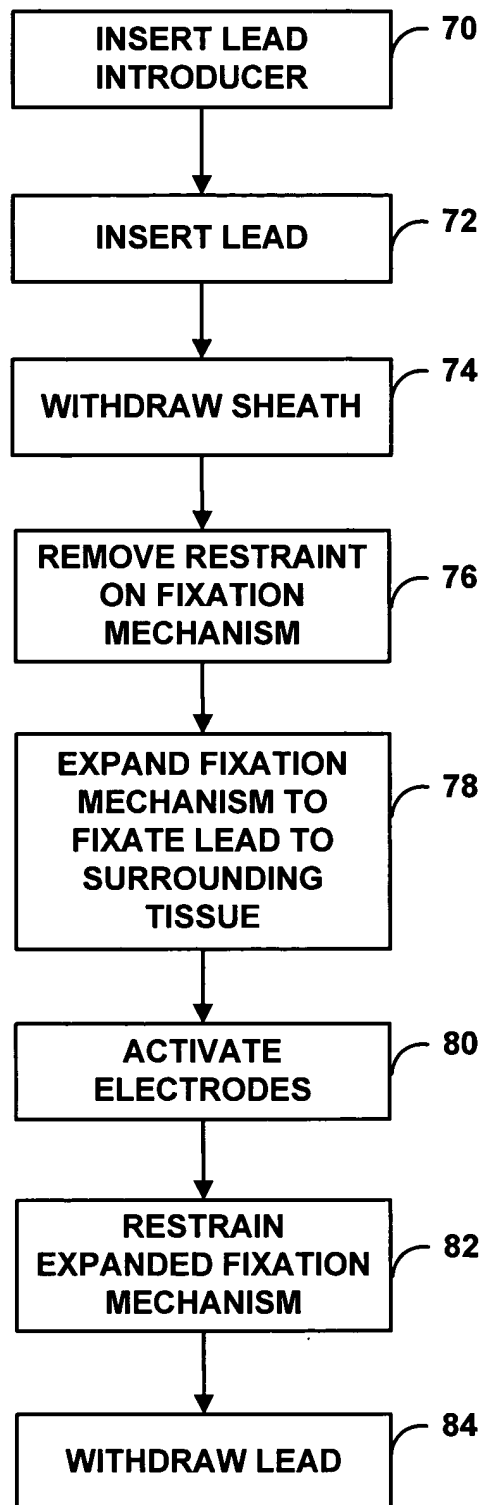 INSERT LEAD
INTRODUCER
70
INSERT LEAD
72
WITHDRAW SHEATH
74
REMOVE RESTRAINT
ON FIXATION
MECHANISM
76
EXPAND FIXATION
MECHANISM TO
FIXATE LEAD TO
SURROUNDING
TISSUE
78
ACTIVATE
ELECTRODES
80
RESTRAIN
EXPANDED FIXATION
MECHANISM
82
WITHDRAW LEAD
84